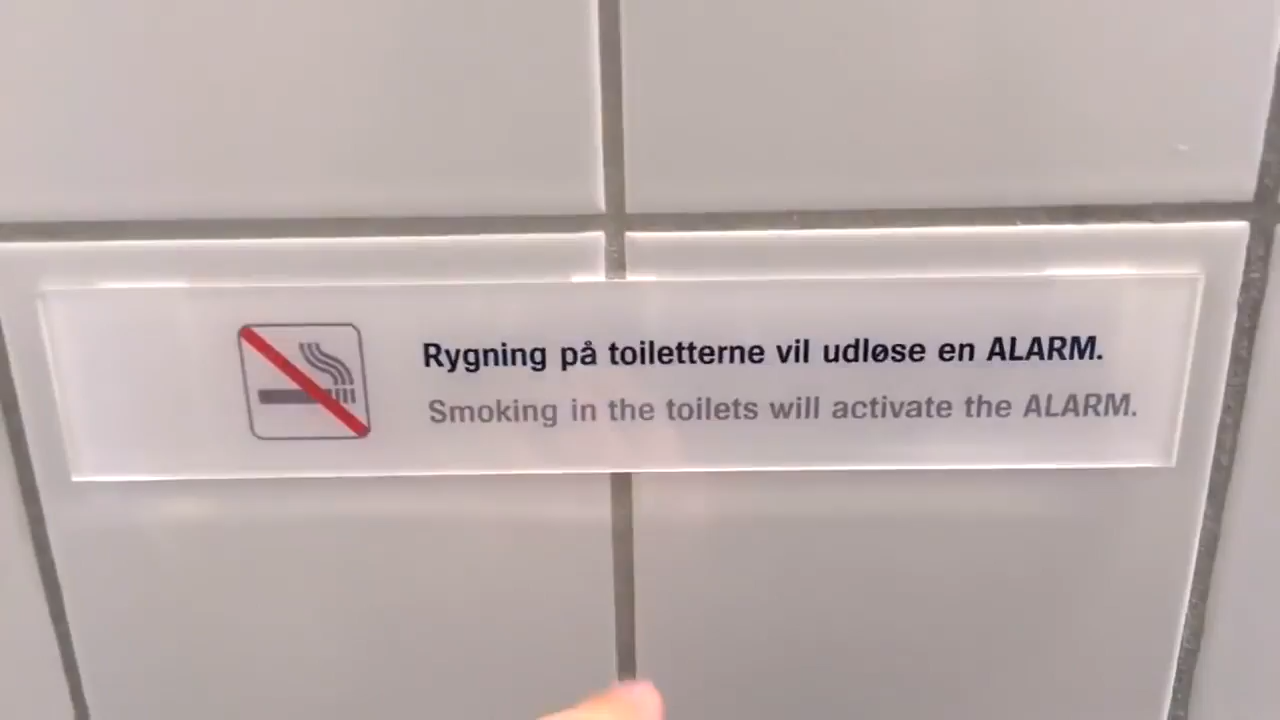 Rygning på toiletterne vil udløse en ALARM.
Smoking in the toilets will activate the ALARM.